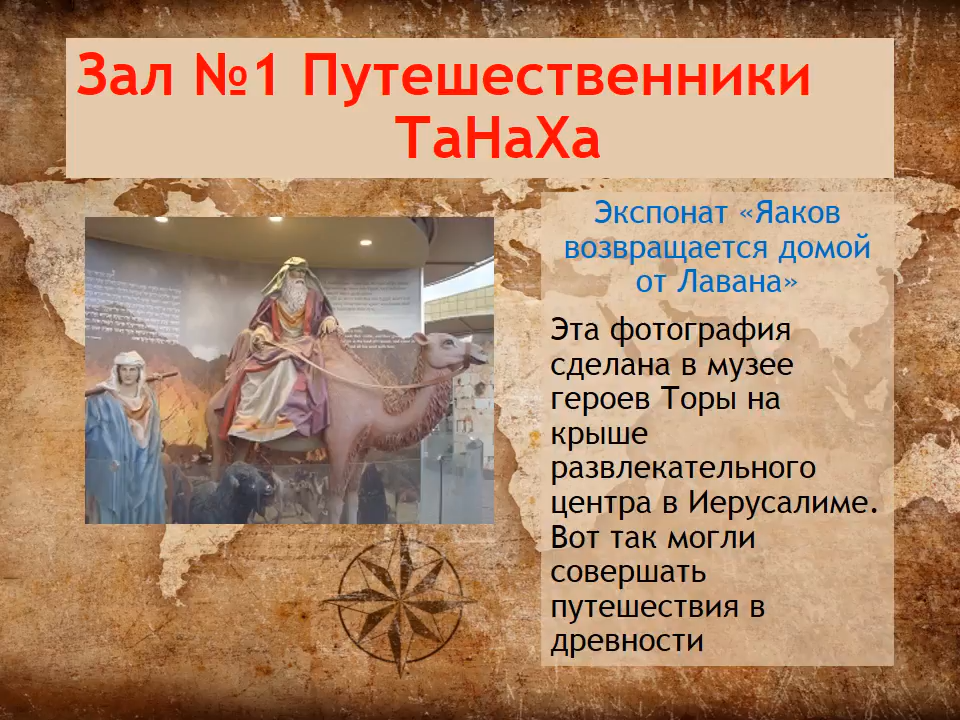 Зал №1 Путешественники
ТаНаХа
Экспонат «Яаков
возвращается домой
от Лавана»
Эта фотография
сделана в музее
героев Торы на
крыше
развлекательного
центра в Иерусалиме.
Вот так могли
совершать
путешествия в
древности